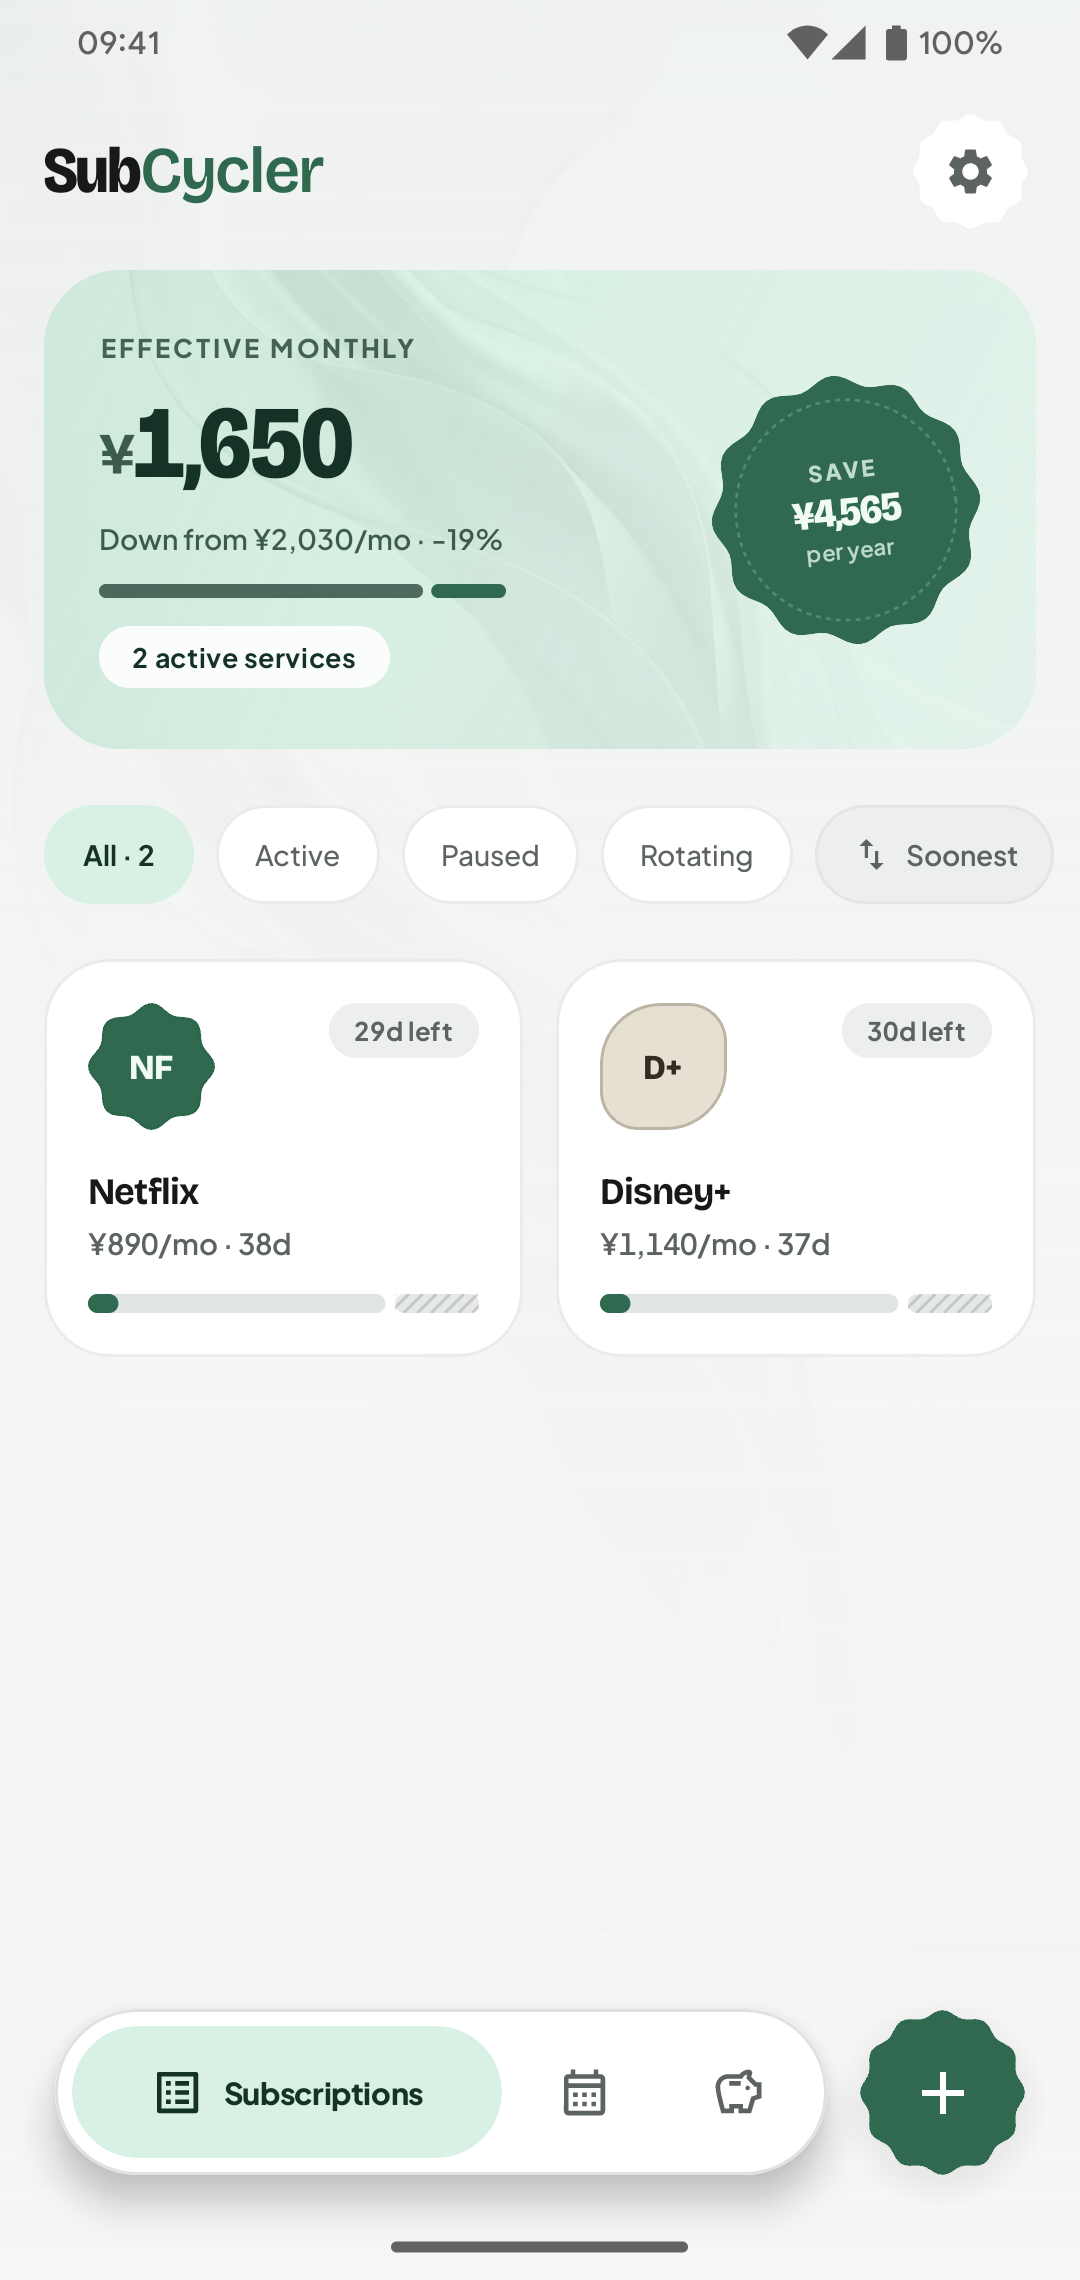 09:41
100%
SubCycler
EFFECTIVE MONTHLY
¥1,650
Down from ¥2,030/mo · -19%
2 active services
SAVE
¥4,565
per year
All · 2
Active
Paused
Rotating
Soonest
NF
29d left
Netflix
¥890/mo · 38d
D+
30d left
Disney+
¥1,140/mo · 37d
Subscriptions